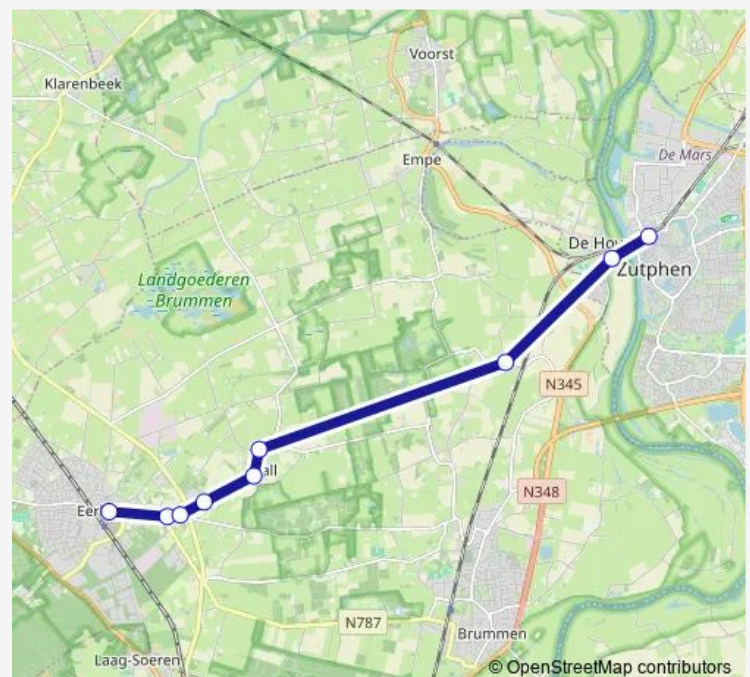 Voorst
Klarenbeek
De Mars
Empe
De Ho
Zutphen
Landgoederen
Brummen
N345
all
N348
Eer
N787
Brummen
Laag-Soeren
© OpenStreetMap contributors